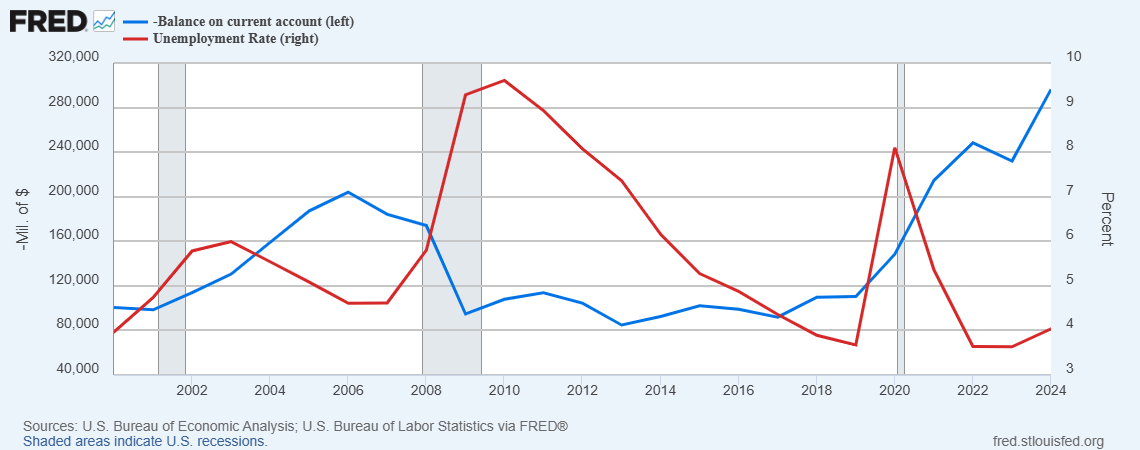 FRED
-Balance on current account (left)
Unemployment Rate (right)
320,000
280,000
240,000
200,000
160,000
120,000
80,000
40,000
-Mil. of $
10
9
8
7
6
5
4
3
Percent
2002 2004 2006 2008 2010 2012 2014 2016 2018 2020 2022 2024
Sources: U.S. Bureau of Economic Analysis; U.S. Bureau of Labor Statistics via FRED®
Shaded areas indicate U.S. recessions.
fred.stlouisfed.org